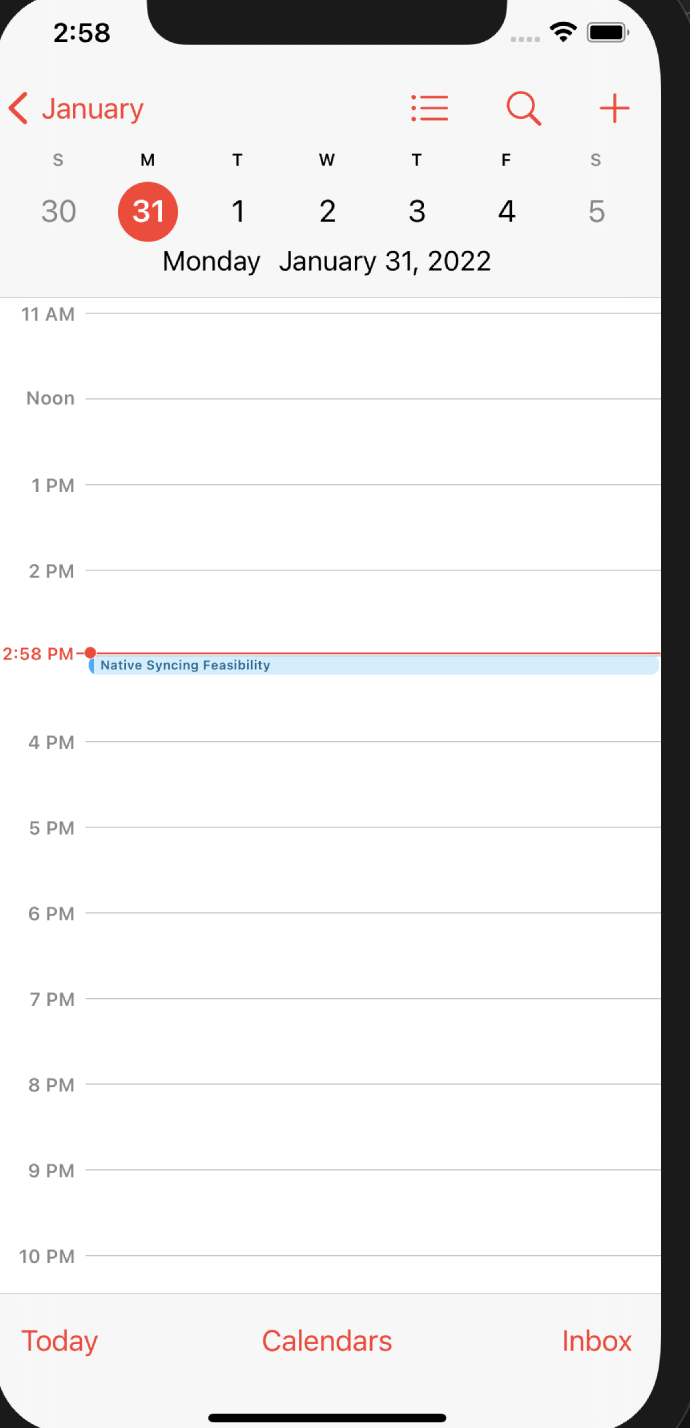 2:58
January
S M T W T F S
30 31 1 2 3 4 5
Monday January 31, 2022
11 AM
Noon
1 PM
2 PM
2:58 PM
Native Syncing Feasibility
4 PM
5 PM
6 PM
7 PM
8 PM
9 PM
10 PM
Today Calendars Inbox